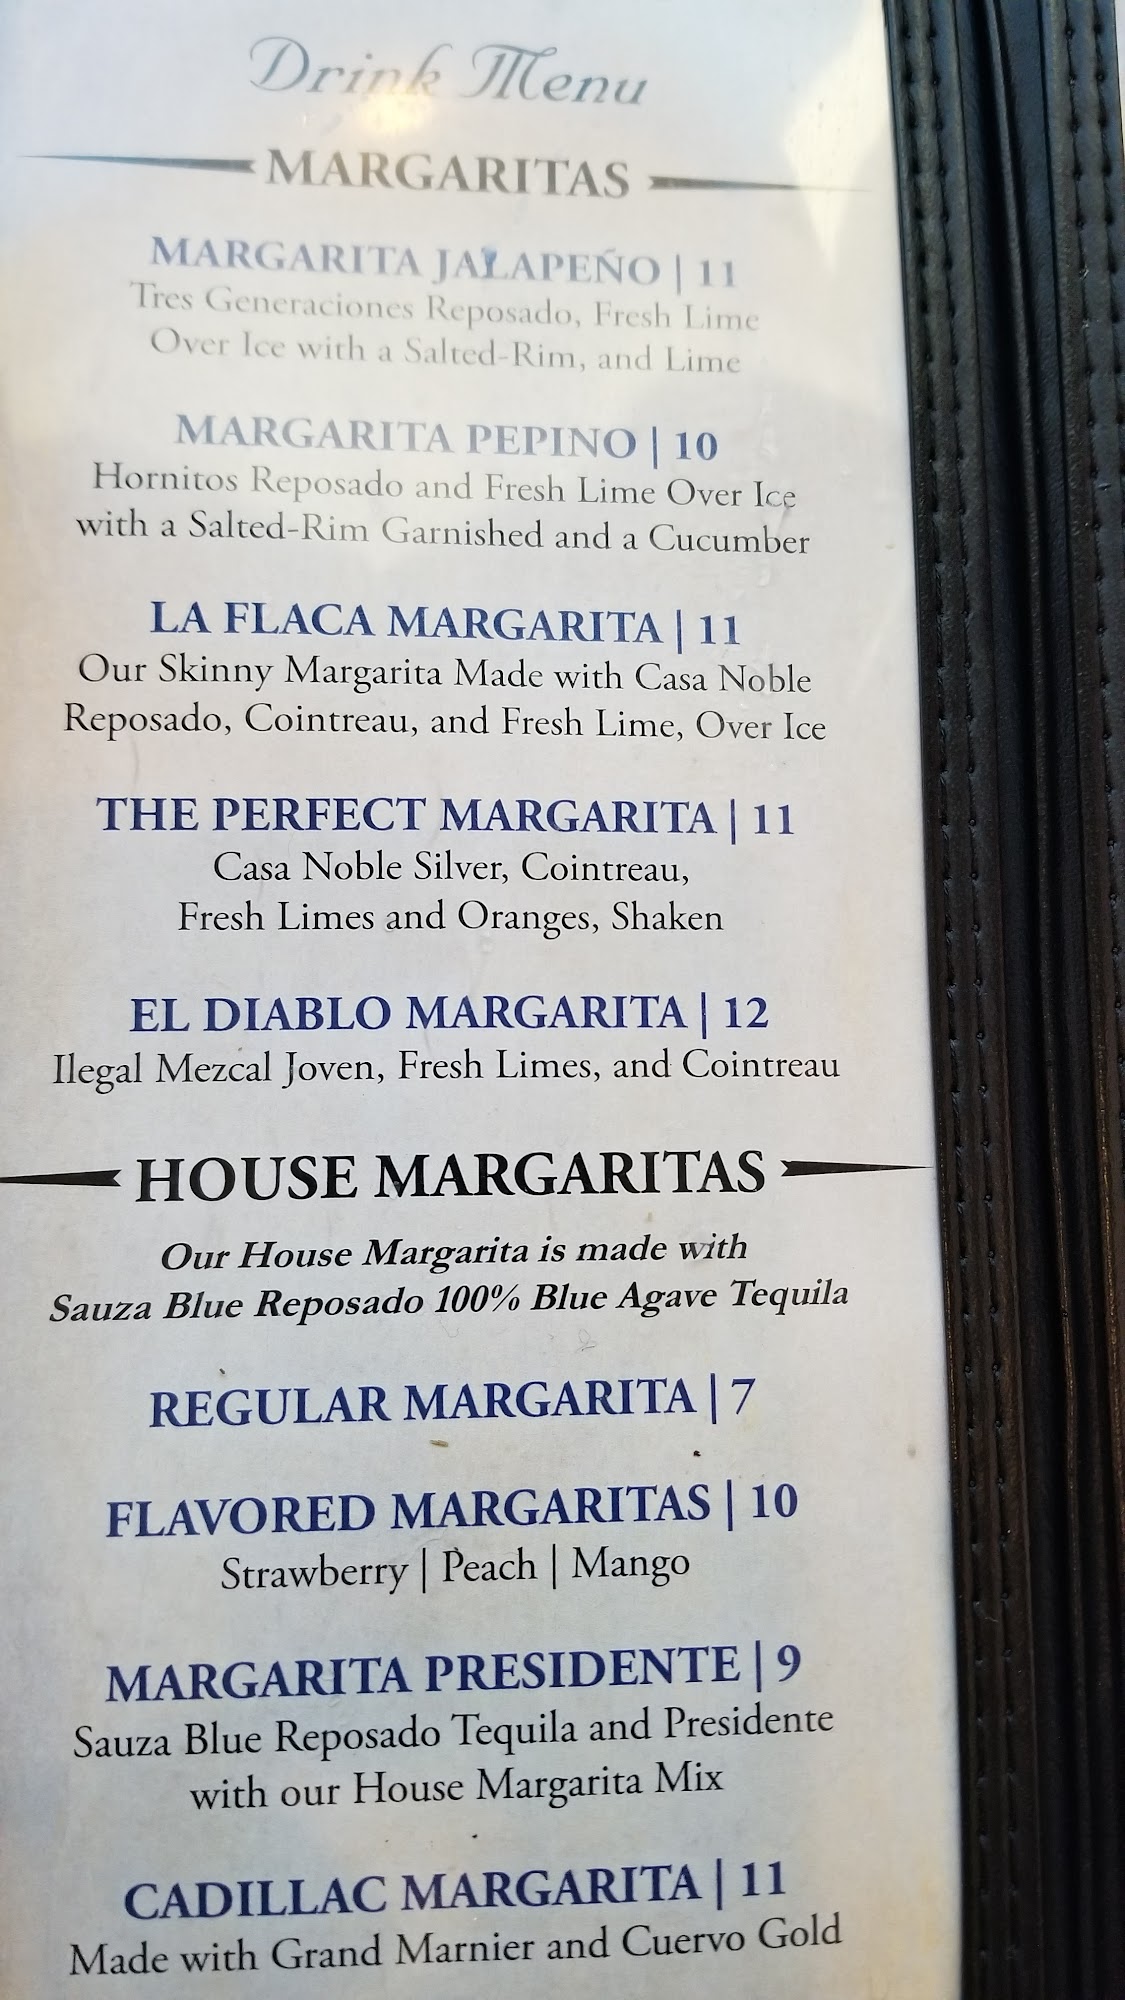 Drink Menu
MARGARITAS
MARGARITA JALAPEÑO | 11
Tres Generaciones Reposado, Fresh Lime
Over Ice with a Salted-Rim, and Lime
MARGARITA PEPINO | 10
Hornitos Reposado and Fresh Lime Over Ice
with a Salted-Rim Garnished and a Cucumber
LA FLACA MARGARITA | 11
Our Skinny Margarita Made with Casa Noble
Reposado, Cointreau, and Fresh Lime, Over Ice
THE PERFECT MARGARITA | 11
Casa Noble Silver, Cointreau,
Fresh Limes and Oranges, Shaken
EL DIABLO MARGARITA | 12
Ilegal Mezcal Joven, Fresh Limes, and Cointreau
HOUSE MARGARITAS
Our House Margarita is made with
Sauza Blue Reposado 100% Blue Agave Tequila
REGULAR MARGARITA | 7
FLAVORED MARGARITAS | 10
Strawberry | Peach | Mango
MARGARITA PRESIDENTE | 9
Sauza Blue Reposado Tequila and Presidente
with our House Margarita Mix
CADILLAC MARGARITA | 11
Made with Grand Marnier and Cuervo Gold